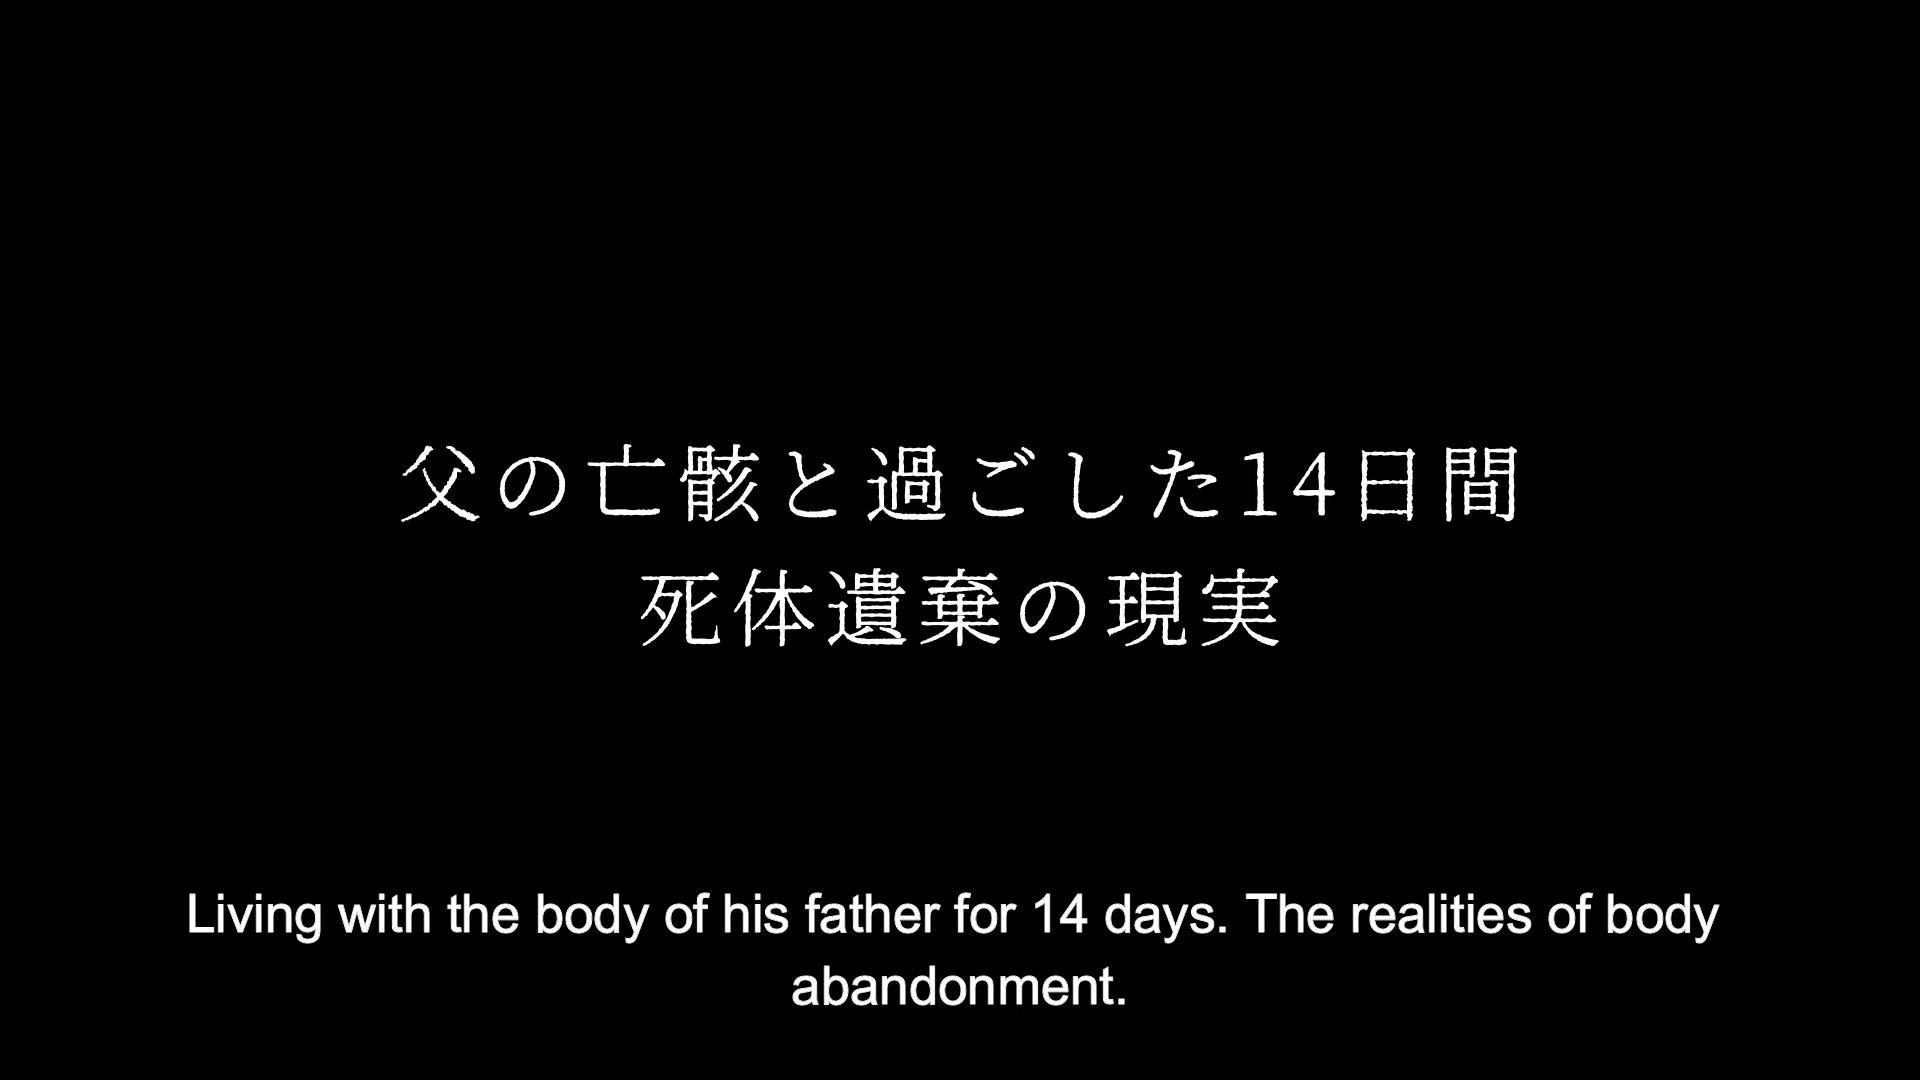 父の亡骸と過ごした14日間
死体遺棄の現実
Living with the body of his father for 14 days. The realities of body
abandonment.